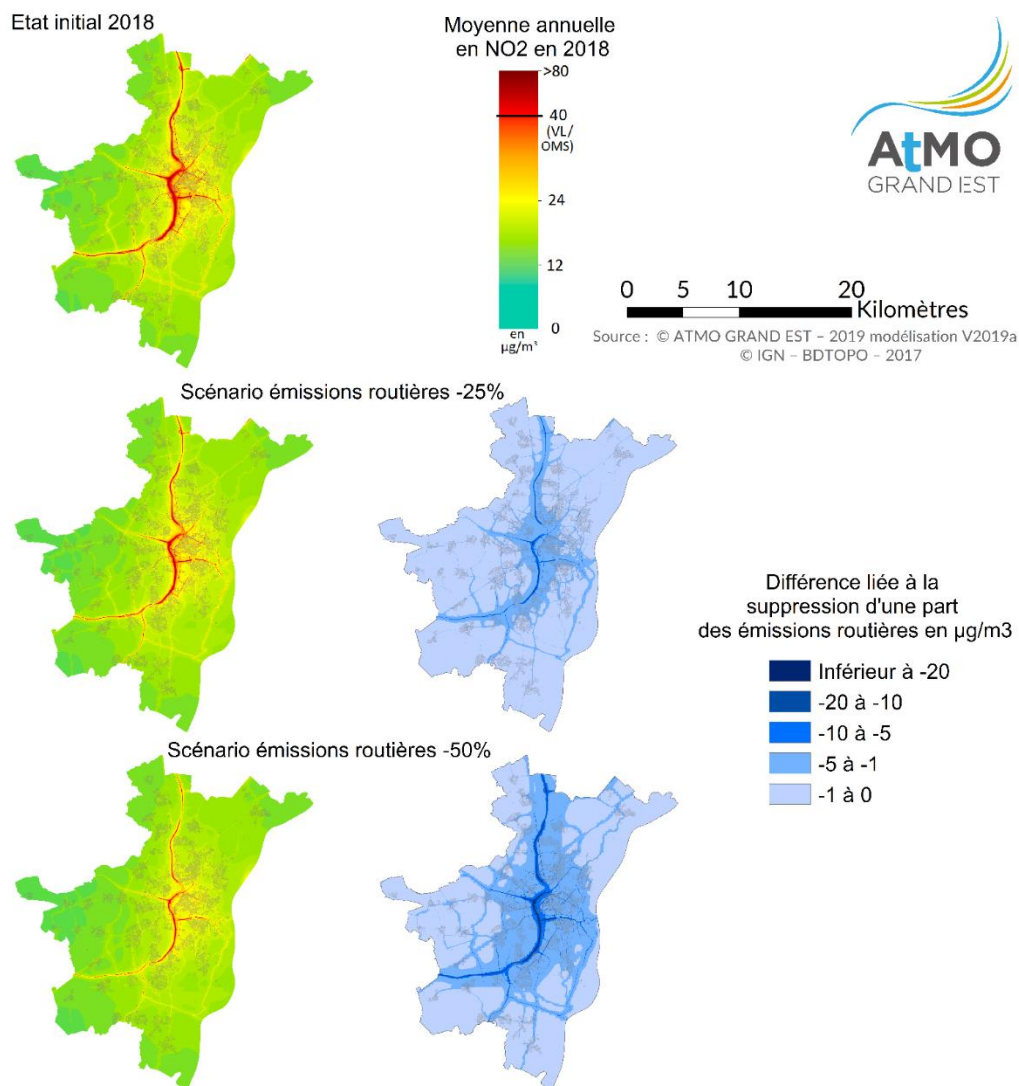 Etat initial 2018
Moyenne annuelle
en NO2 en 2018
>80
40
(VL/
OMS)
24
12
0
en
µg/m³
AtMO
GRAND EST
0 5 10 20
Kilomètres
Source : © ATMO GRAND EST – 2019 modélisation V2019a
© IGN – BDTOPO – 2017
Scénario émissions routières -25%
Différence liée à la
suppression d'une part
des émissions routières en µg/m3
Inférieur à -20
-20 à -10
-10 à -5
-5 à -1
-1 à 0
Scénario émissions routières -50%